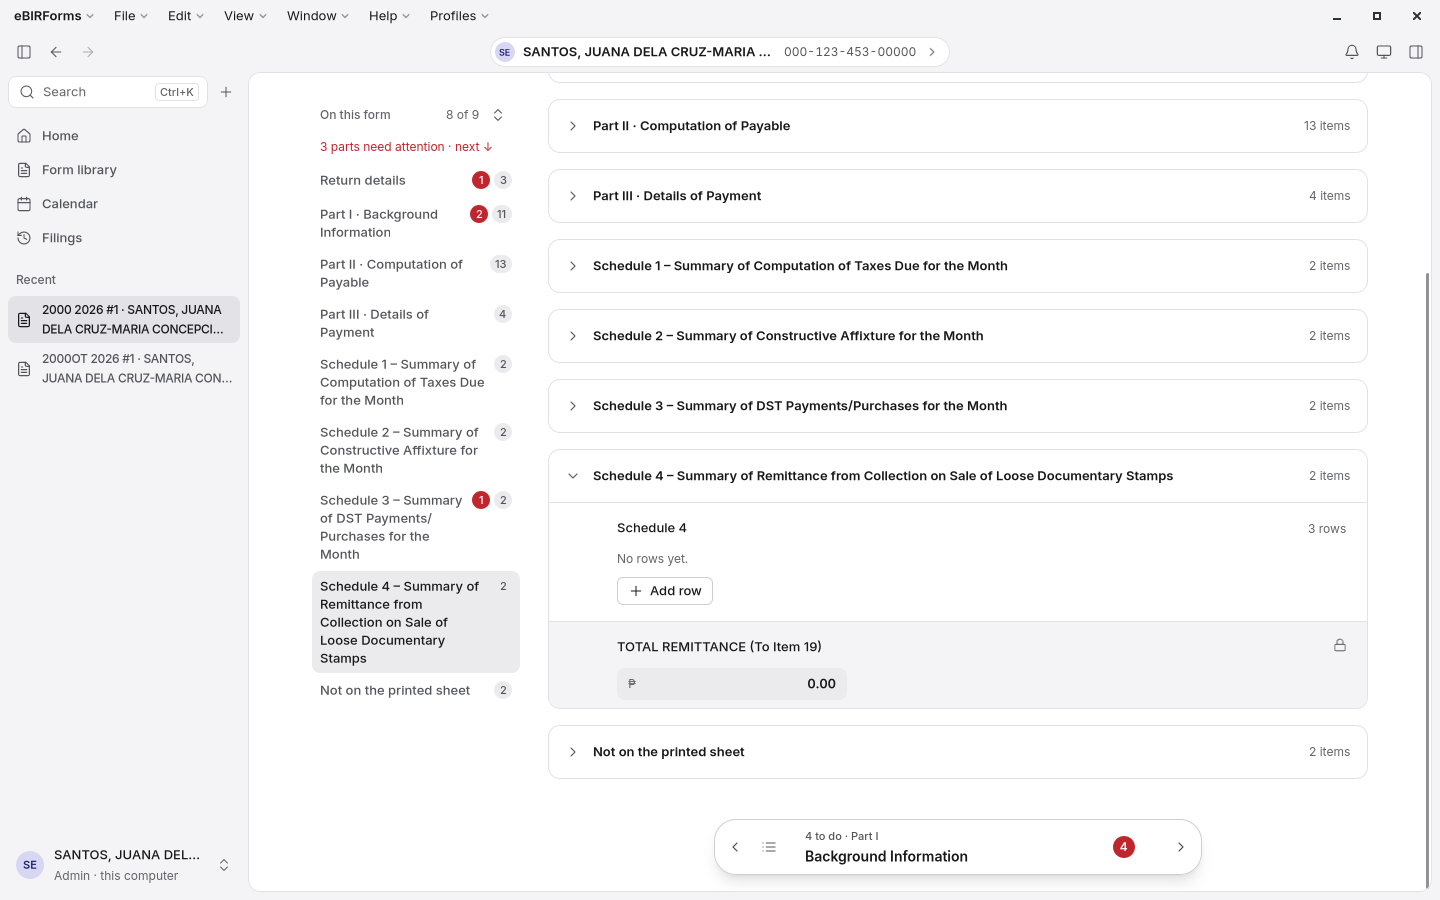 eBIRForms File Edit View Window Help Profiles
SE SANTOS, JUANA DELA CRUZ-MARIA ... 000-123-453-00000
Search Ctrl+K
Home
Form library
Calendar
Filings
Recent
2000 2026 #1 · SANTOS, JUANA
DELA CRUZ-MARIA CONCEPCI...
2000OT 2026 #1 · SANTOS,
JUANA DELA CRUZ-MARIA CON...
SE SANTOS, JUANA DEL...
Admin · this computer
On this form 8 of 9
3 parts need attention · next ↓
Return details 1 3
Part I · Background 2 11
Information
Part II · Computation of 13
Payable
Part III · Details of 4
Payment
Schedule 1 – Summary of 2
Computation of Taxes Due
for the Month
Schedule 2 – Summary of 2
Constructive Affixture for
the Month
Schedule 3 – Summary 1 2
of DST Payments/
Purchases for the
Month
Schedule 4 – Summary of 2
Remittance from
Collection on Sale of
Loose Documentary
Stamps
Not on the printed sheet 2
Part II · Computation of Payable 13 items
Part III · Details of Payment 4 items
Schedule 1 – Summary of Computation of Taxes Due for the Month 2 items
Schedule 2 – Summary of Constructive Affixture for the Month 2 items
Schedule 3 – Summary of DST Payments/Purchases for the Month 2 items
Schedule 4 – Summary of Remittance from Collection on Sale of Loose Documentary Stamps 2 items
Schedule 4 3 rows
No rows yet.
Add row
TOTAL REMITTANCE (To Item 19)
₱ 0.00
Not on the printed sheet 2 items
4 to do · Part I
Background Information 4